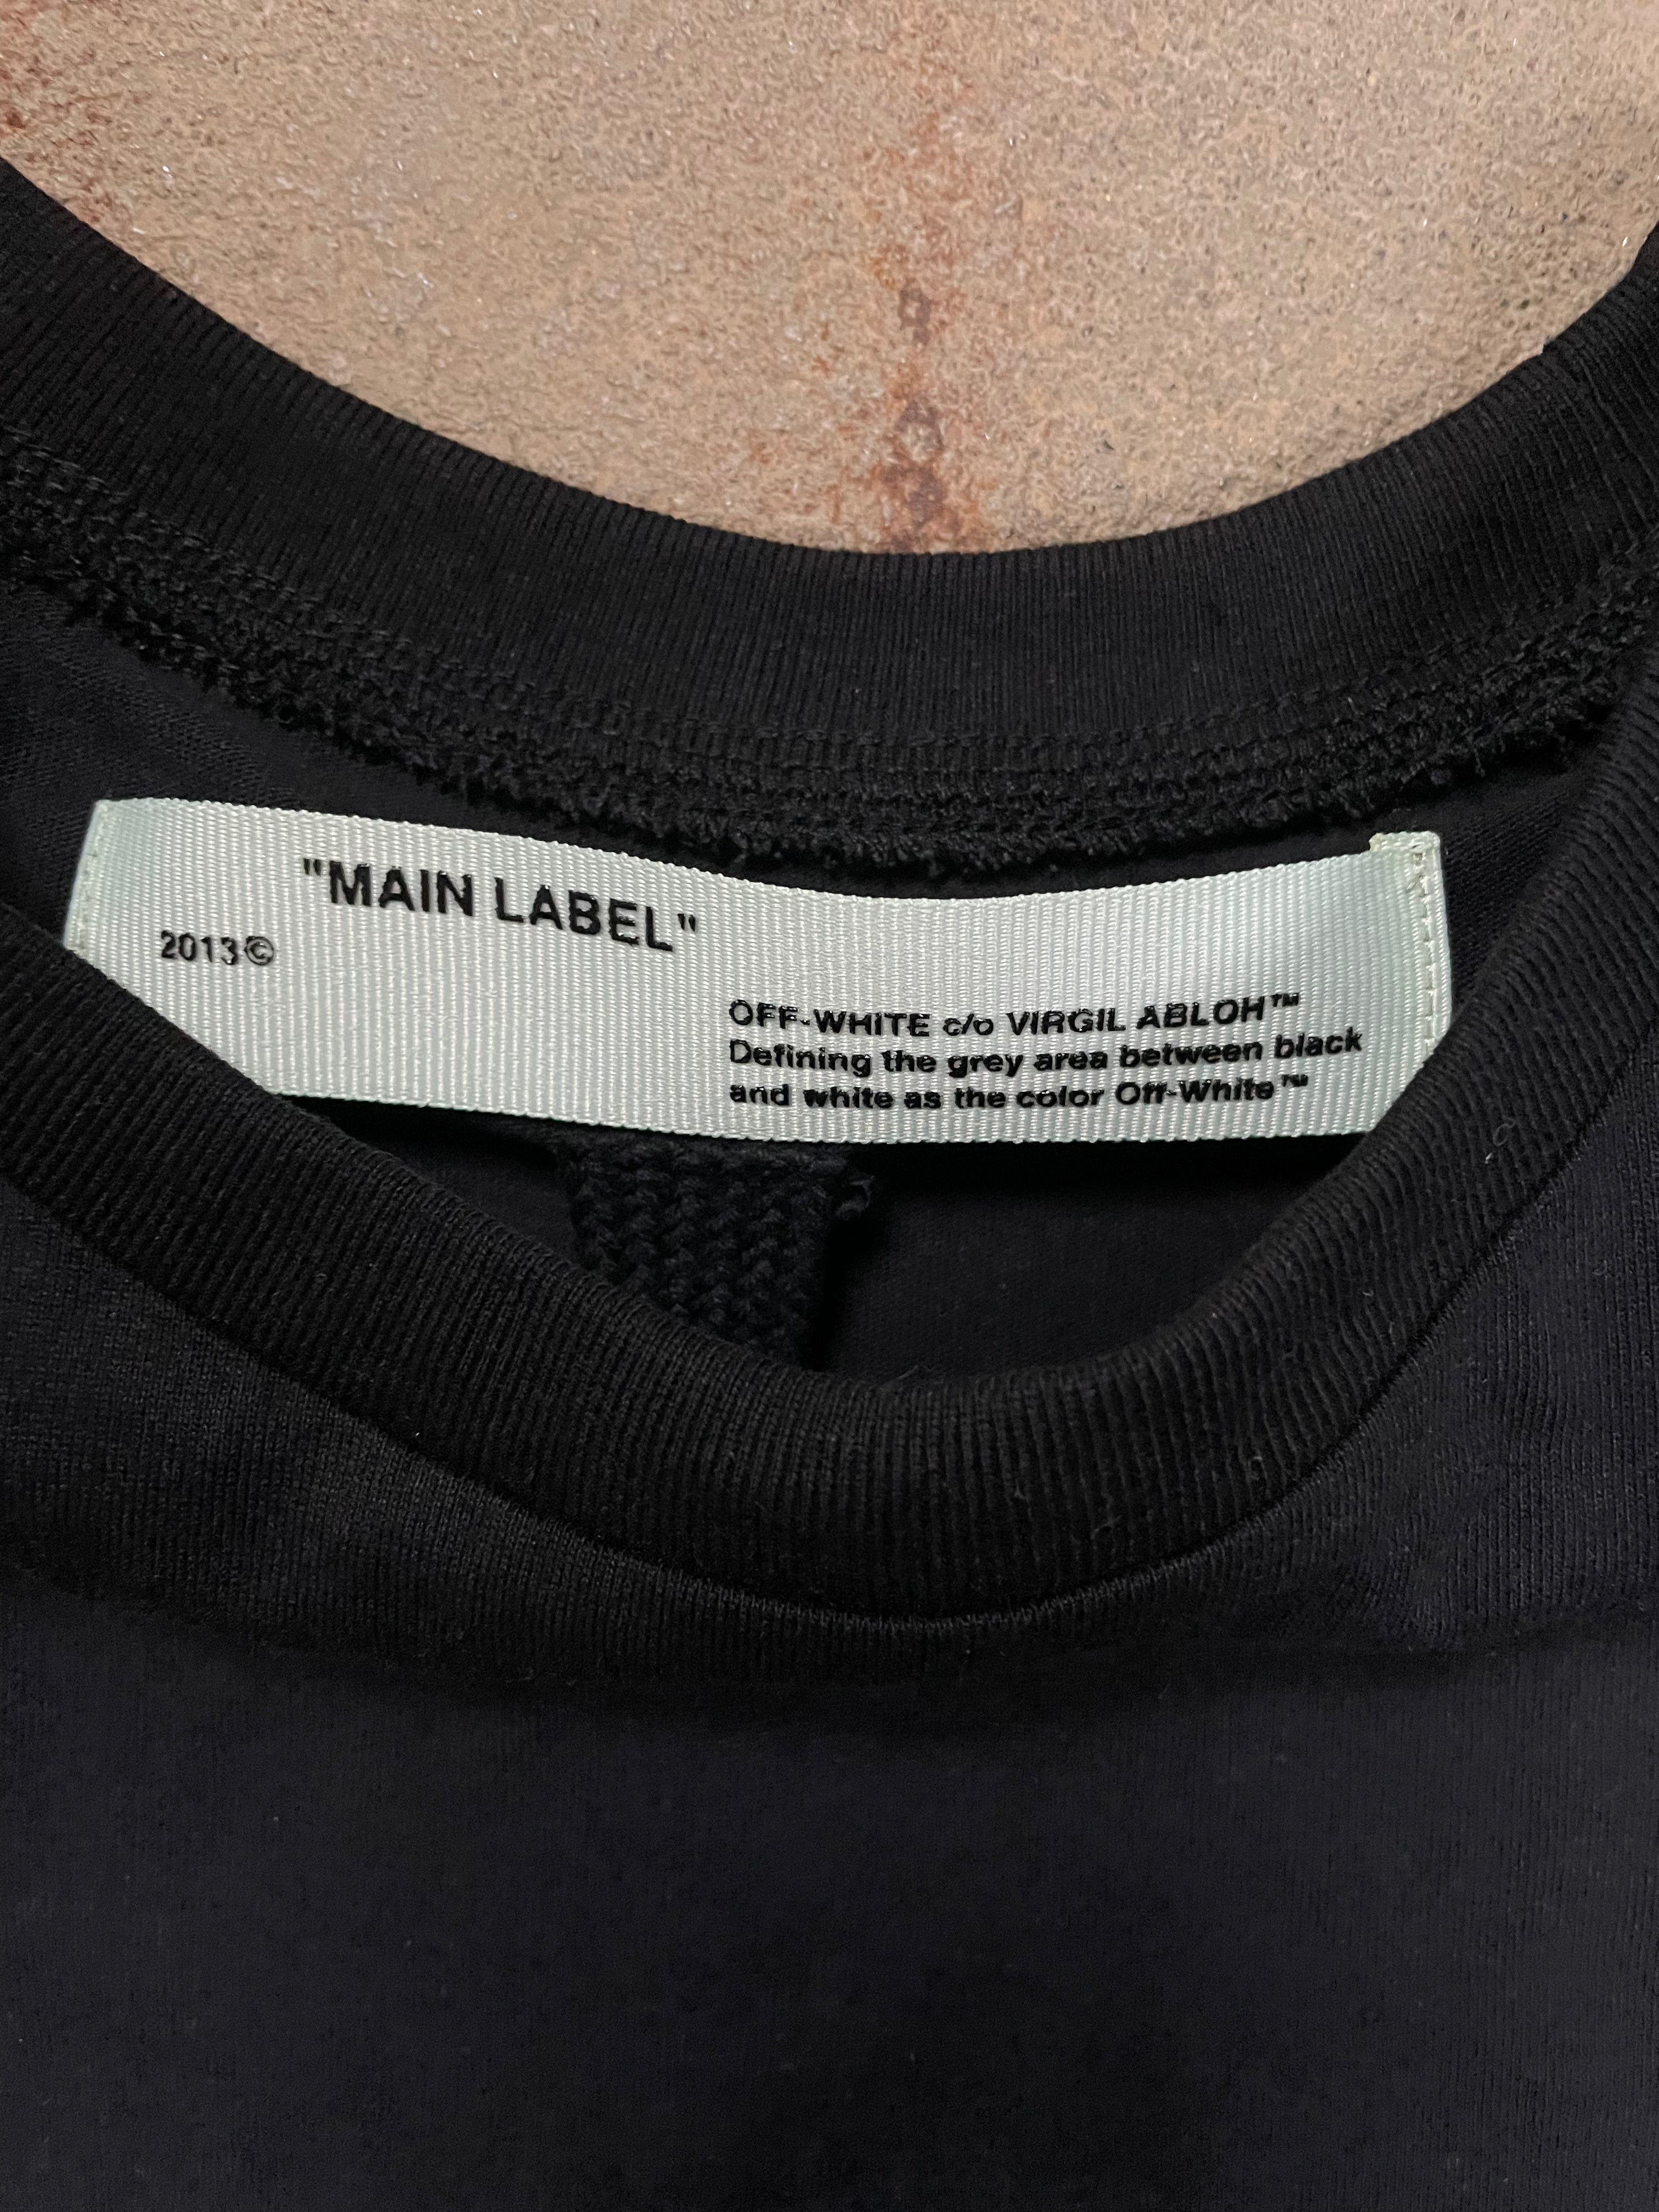 "MAIN LABEL"
2013©
OFF-WHITE c/o VIRGIL ABLOH™
Defining the grey area between black
and white as the color Off-White™